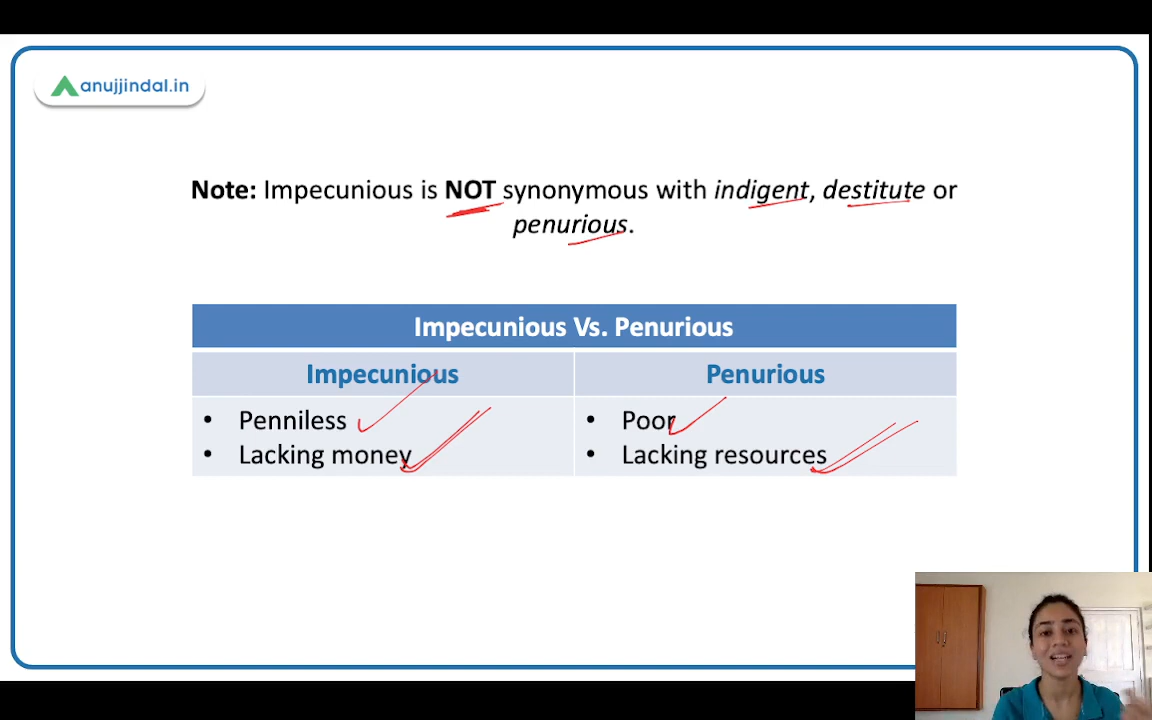 anujjindal.in
Note: Impecunious is NOT synonymous with indigent, destitute or
penurious.
Impecunious Vs. Penurious
Impecunious
Penurious
• Penniless
• Lacking money
• Poor
• Lacking resources